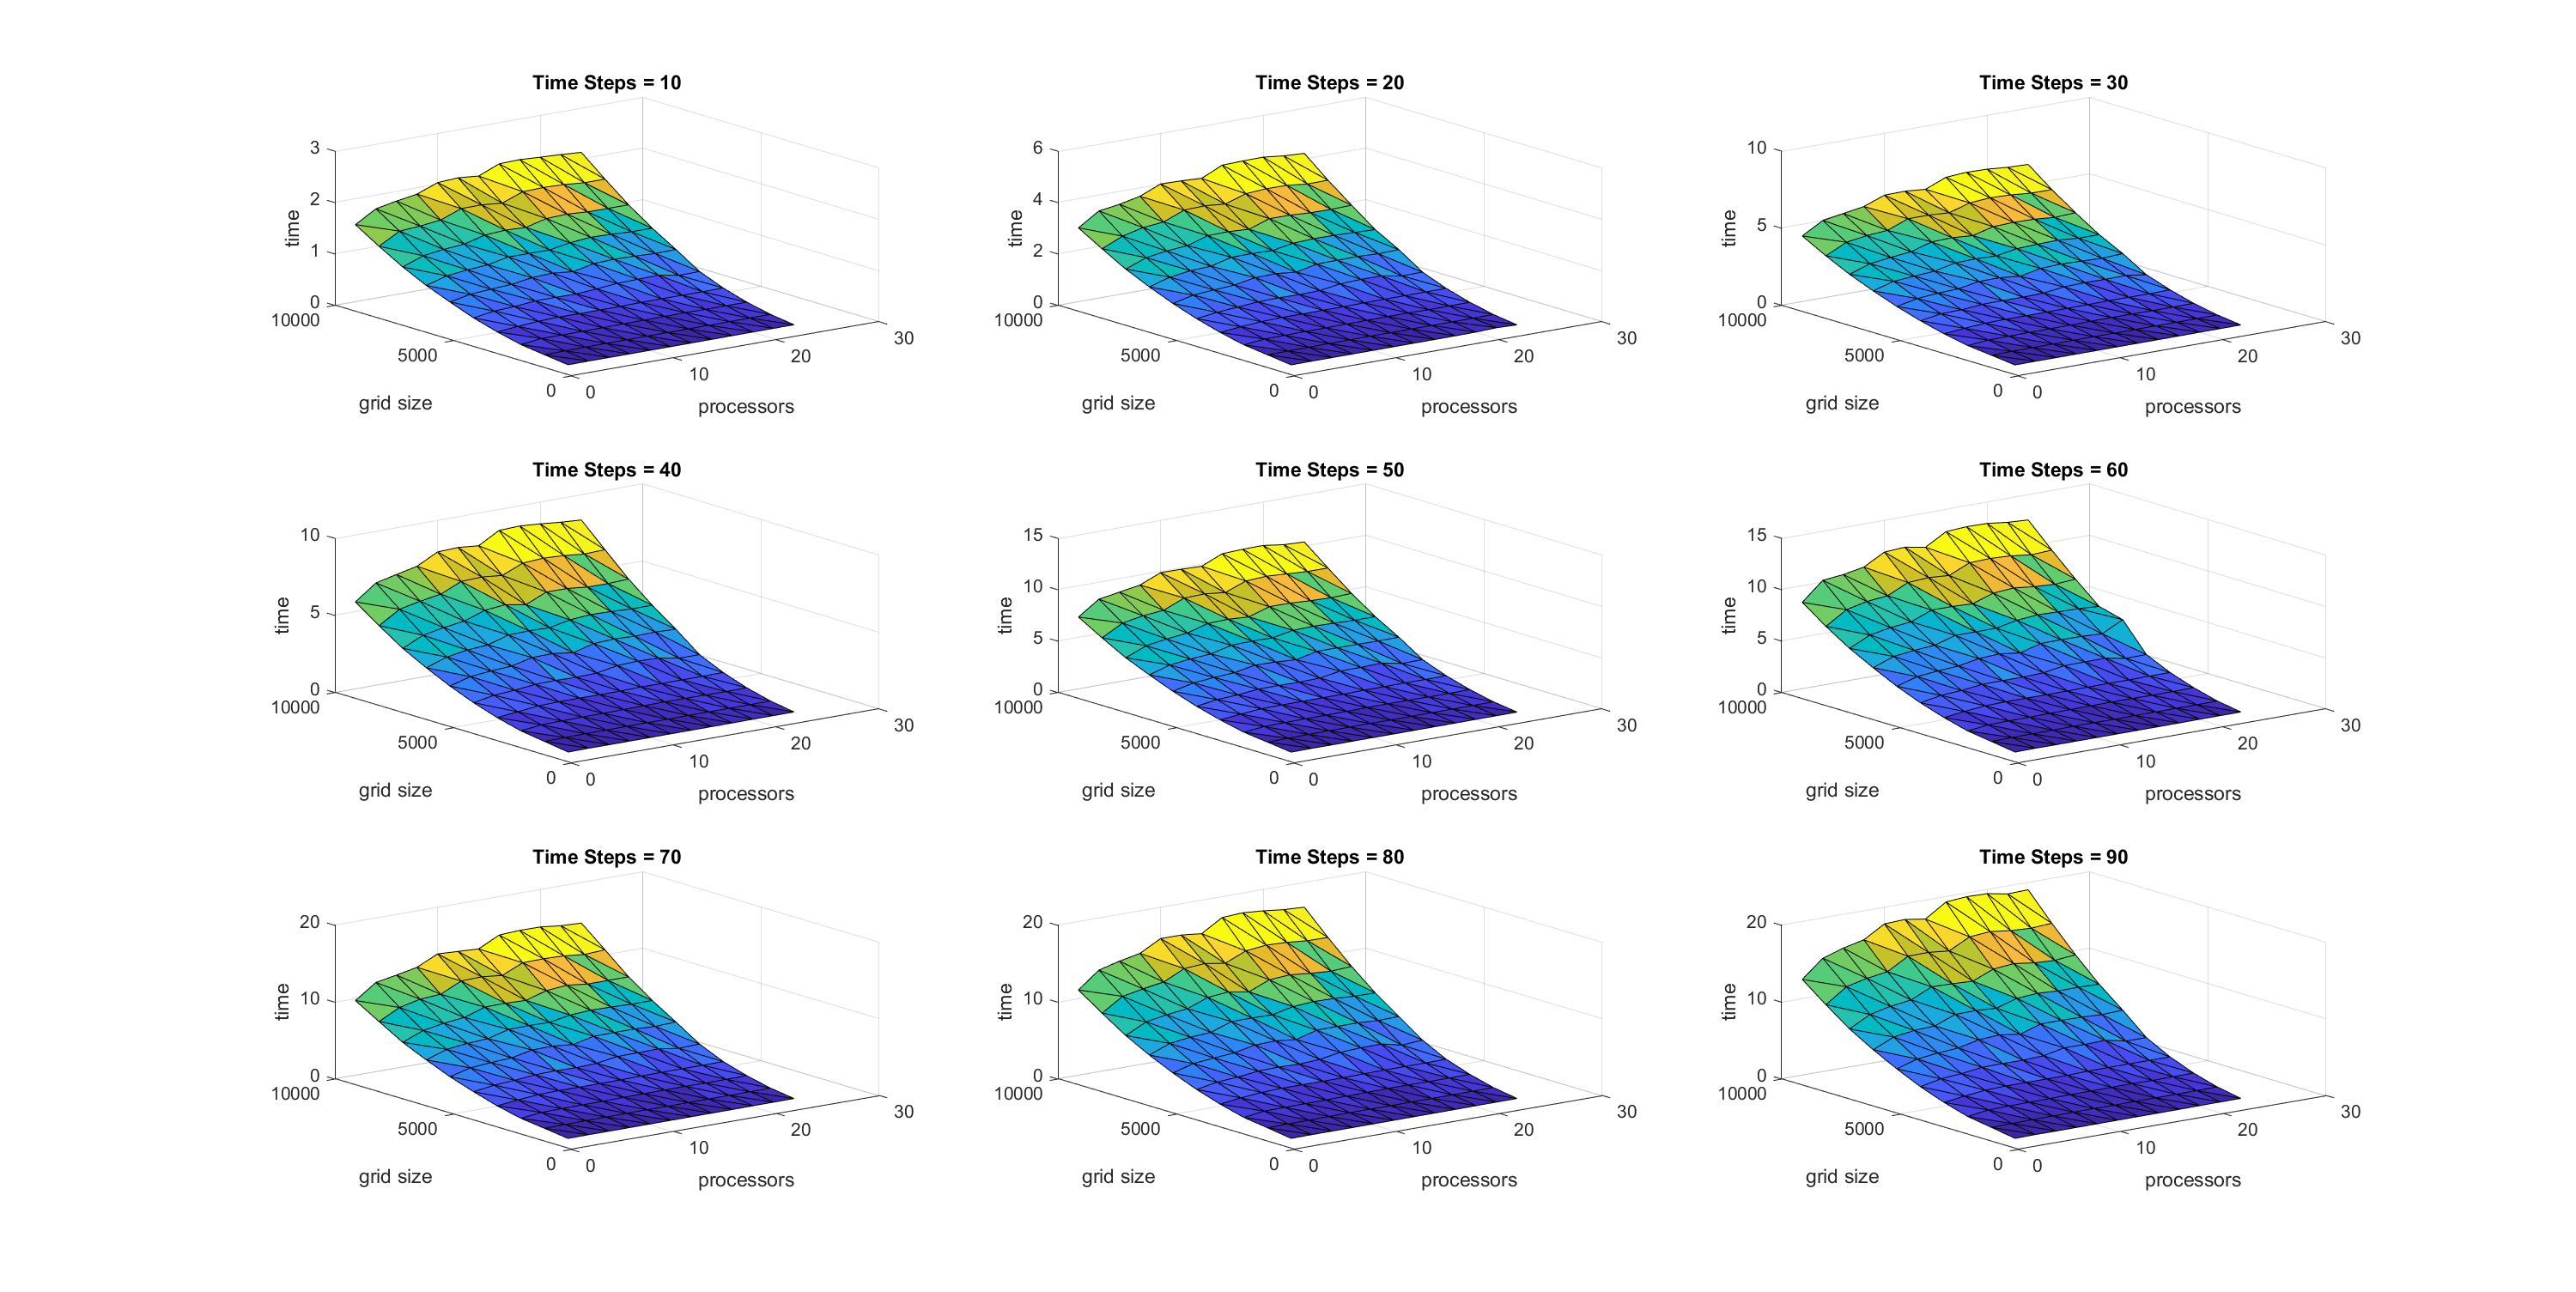 Time Steps = 10
3
2
1
0
time
10000
5000
0
grid size
0
10
20
30
processors
Time Steps = 20
6
4
2
0
time
10000
5000
0
grid size
0
10
20
30
processors
Time Steps = 30
10
5
0
time
10000
5000
0
grid size
0
10
20
30
processors
Time Steps = 40
10
5
0
time
10000
5000
0
grid size
0
10
20
30
processors
Time Steps = 50
15
10
5
0
time
10000
5000
0
grid size
0
10
20
30
processors
Time Steps = 60
15
10
5
0
time
10000
5000
0
grid size
0
10
20
30
processors
Time Steps = 70
20
10
0
time
10000
5000
0
grid size
0
10
20
30
processors
Time Steps = 80
20
10
0
time
10000
5000
0
grid size
0
10
20
30
processors
Time Steps = 90
20
10
0
time
10000
5000
0
grid size
0
10
20
30
processors